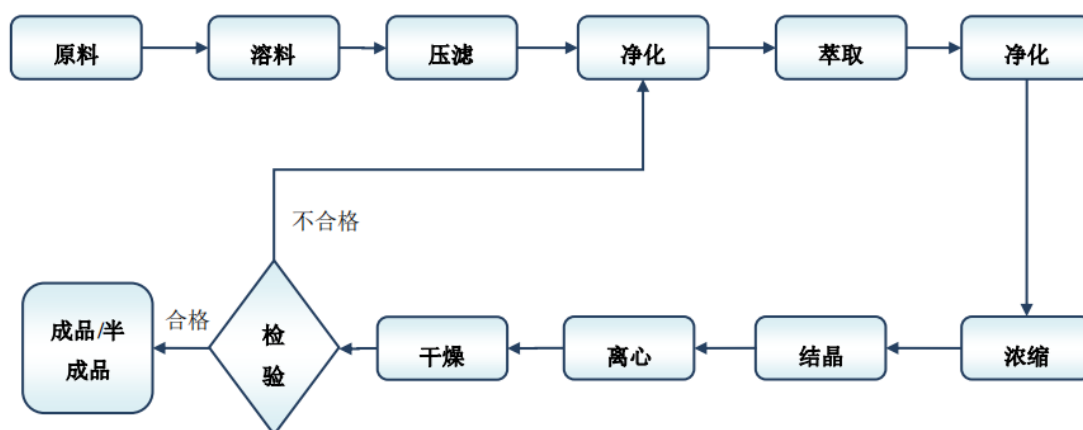 原料
溶料
压滤
净化
萃取
净化
不合格
成品/半
成品
合格
检
验
干燥
离心
结晶
浓缩